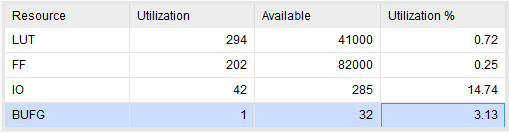 Resource Utilization Available Utilization %
LUT 294 41000 0.72
FF 202 82000 0.25
IO 42 285 14.74
BUFG 1 32 3.13